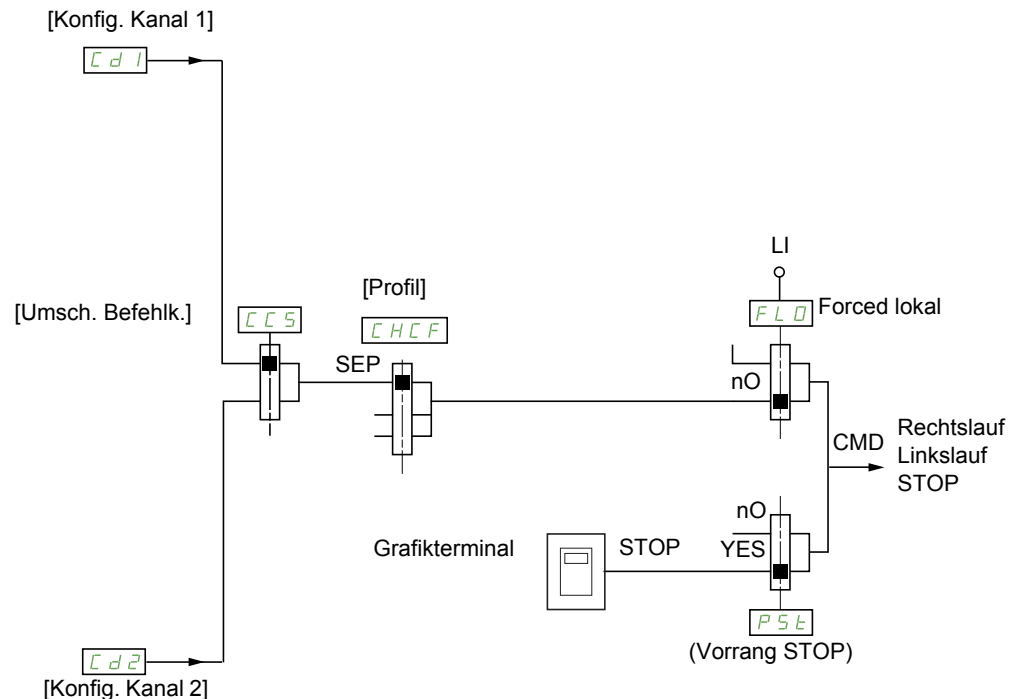 [Konfig. Kanal 1]
Cd1
LI
[Profil]
[Umsch. Befehlk.]
CCS
CHCF
FLO
Forced lokal
SEP
nO
CMD
Rechtslauf
Linkslauf
STOP
nO
Grafikterminal
STOP
YES
PSt
(Vorrang STOP)
Cd2
[Konfig. Kanal 2]